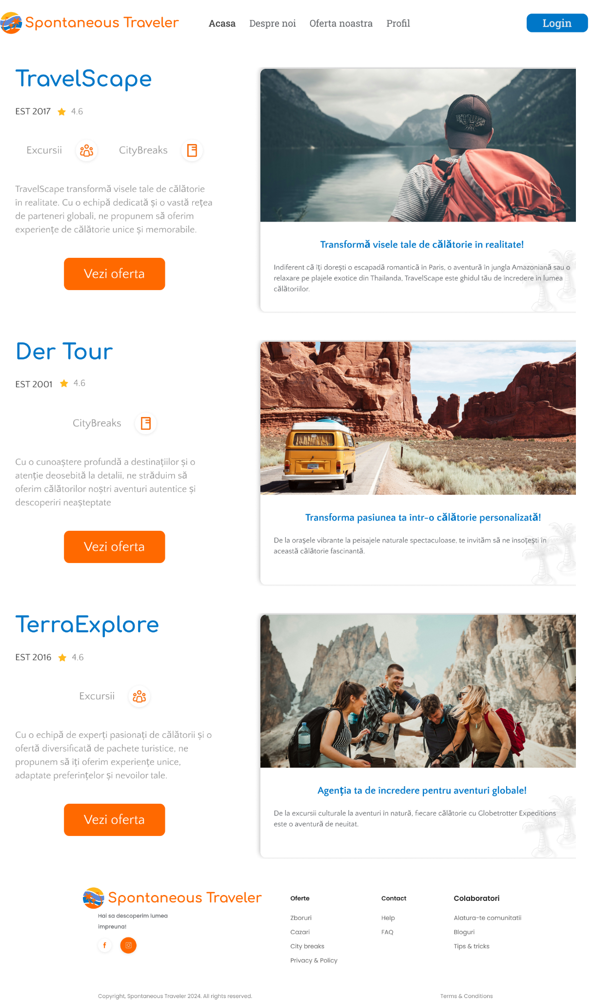 Spontaneous Traveler
Acasa
Despre noi
Oferta noastra
Profil
Login
TravelScape
EST 2017
4.6
Excursii
CityBreaks
TravelScape transformă visele tale de călătorie
în realitate. Cu o echipă dedicată și o vastă rețea
de parteneri globali, ne propunem să oferim
experiențe de călătorie unice și memorabile.
Vezi oferta
Transformă visele tale de călătorie în realitate!
Indiferent că îți dorești o escapadă romantică în Paris, o aventură în jungla Amazoniană sau o
relaxare pe plajele exotice din Thailanda, TravelScape este ghidul tău de încredere în lumea
călătoriilor.
Der Tour
EST 2001
4.6
CityBreaks
Cu o cunoaștere profundă a destinațiilor și o
atenție deosebită la detalii, ne străduim să
oferim călătorilor noștri aventuri autentice și
descoperiri neașteptate
Vezi oferta
Transforma pasiunea ta într-o călătorie personalizată!
De la orașele vibrante la peisajele naturale spectaculoase, te invităm să ne însoțești în
această călătorie fascinantă.
TerraExplore
EST 2016
4.6
Excursii
Cu o echipă de experți pasionați de călătorii și o
ofertă diversificată de pachete turistice, ne
propunem să îți oferim experiențe unice,
adaptate preferințelor și nevoilor tale.
Vezi oferta
Agenția ta de încredere pentru aventuri globale!
De la excursii culturale la aventuri în natură, fiecare călătorie cu Globetrotter Expeditions
este o aventură de neuitat.
Spontaneous Traveler
Hai sa descoperim lumea
impreuna!
Oferte
Zboruri
Cazari
City breaks
Privacy & Policy
Contact
Help
FAQ
Colaboratori
Alatura-te comunitatii
Bloguri
Tips & tricks
Copyright, Spontaneous Traveler 2024. All rights reserved.
Terms & Conditions